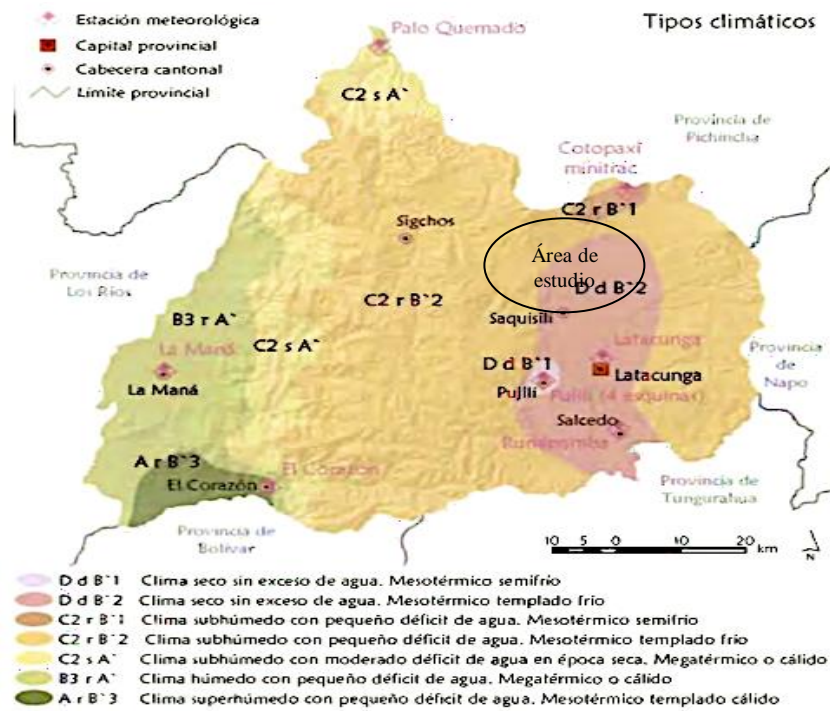 Estación meteorológica
Capital provincial
Cabecera cantonal
Límite provincial
Tipos climáticos
Palo Quemado
C2 s A`
Provincia de
Pichincha
Cotopaxi
minitrac
C2 r B`1
Sigchos
Área de
estudio
D d B`2
Provincia de
Los Ríos
C2 r B`2
Saquisilí
B3 r A`
C2 s A`
La Maná
La Maná
D d B`1
Pujilí
Pujilí (4 esquinas)
Latacunga
Latacunga
Provincia
de
Napo
Salcedo
Rumipamba
A r B`3
El Corazón
El Corazón
Provincia de
Tungurahua
Provincia de
Bolívar
10 5 0 10 20
km
N
D d B`1 Clima seco sin exceso de agua. Mesotérmico semifrío
D d B`2 Clima seco sin exceso de agua. Mesotérmico templado frío
C2 r B`1 Clima subhúmedo con pequeño déficit de agua. Mesotérmico semifrío
C2 r B`2 Clima subhúmedo con pequeño déficit de agua. Mesotérmico templado frío
C2 s A` Clima subhúmedo con moderado déficit de agua en época seca. Megatérmico o cálido
B3 r A` Clima húmedo con pequeño déficit de agua. Megatérmico o cálido
A r B`3 Clima superhúmedo con pequeño déficit de agua. Mesotérmico templado cálido